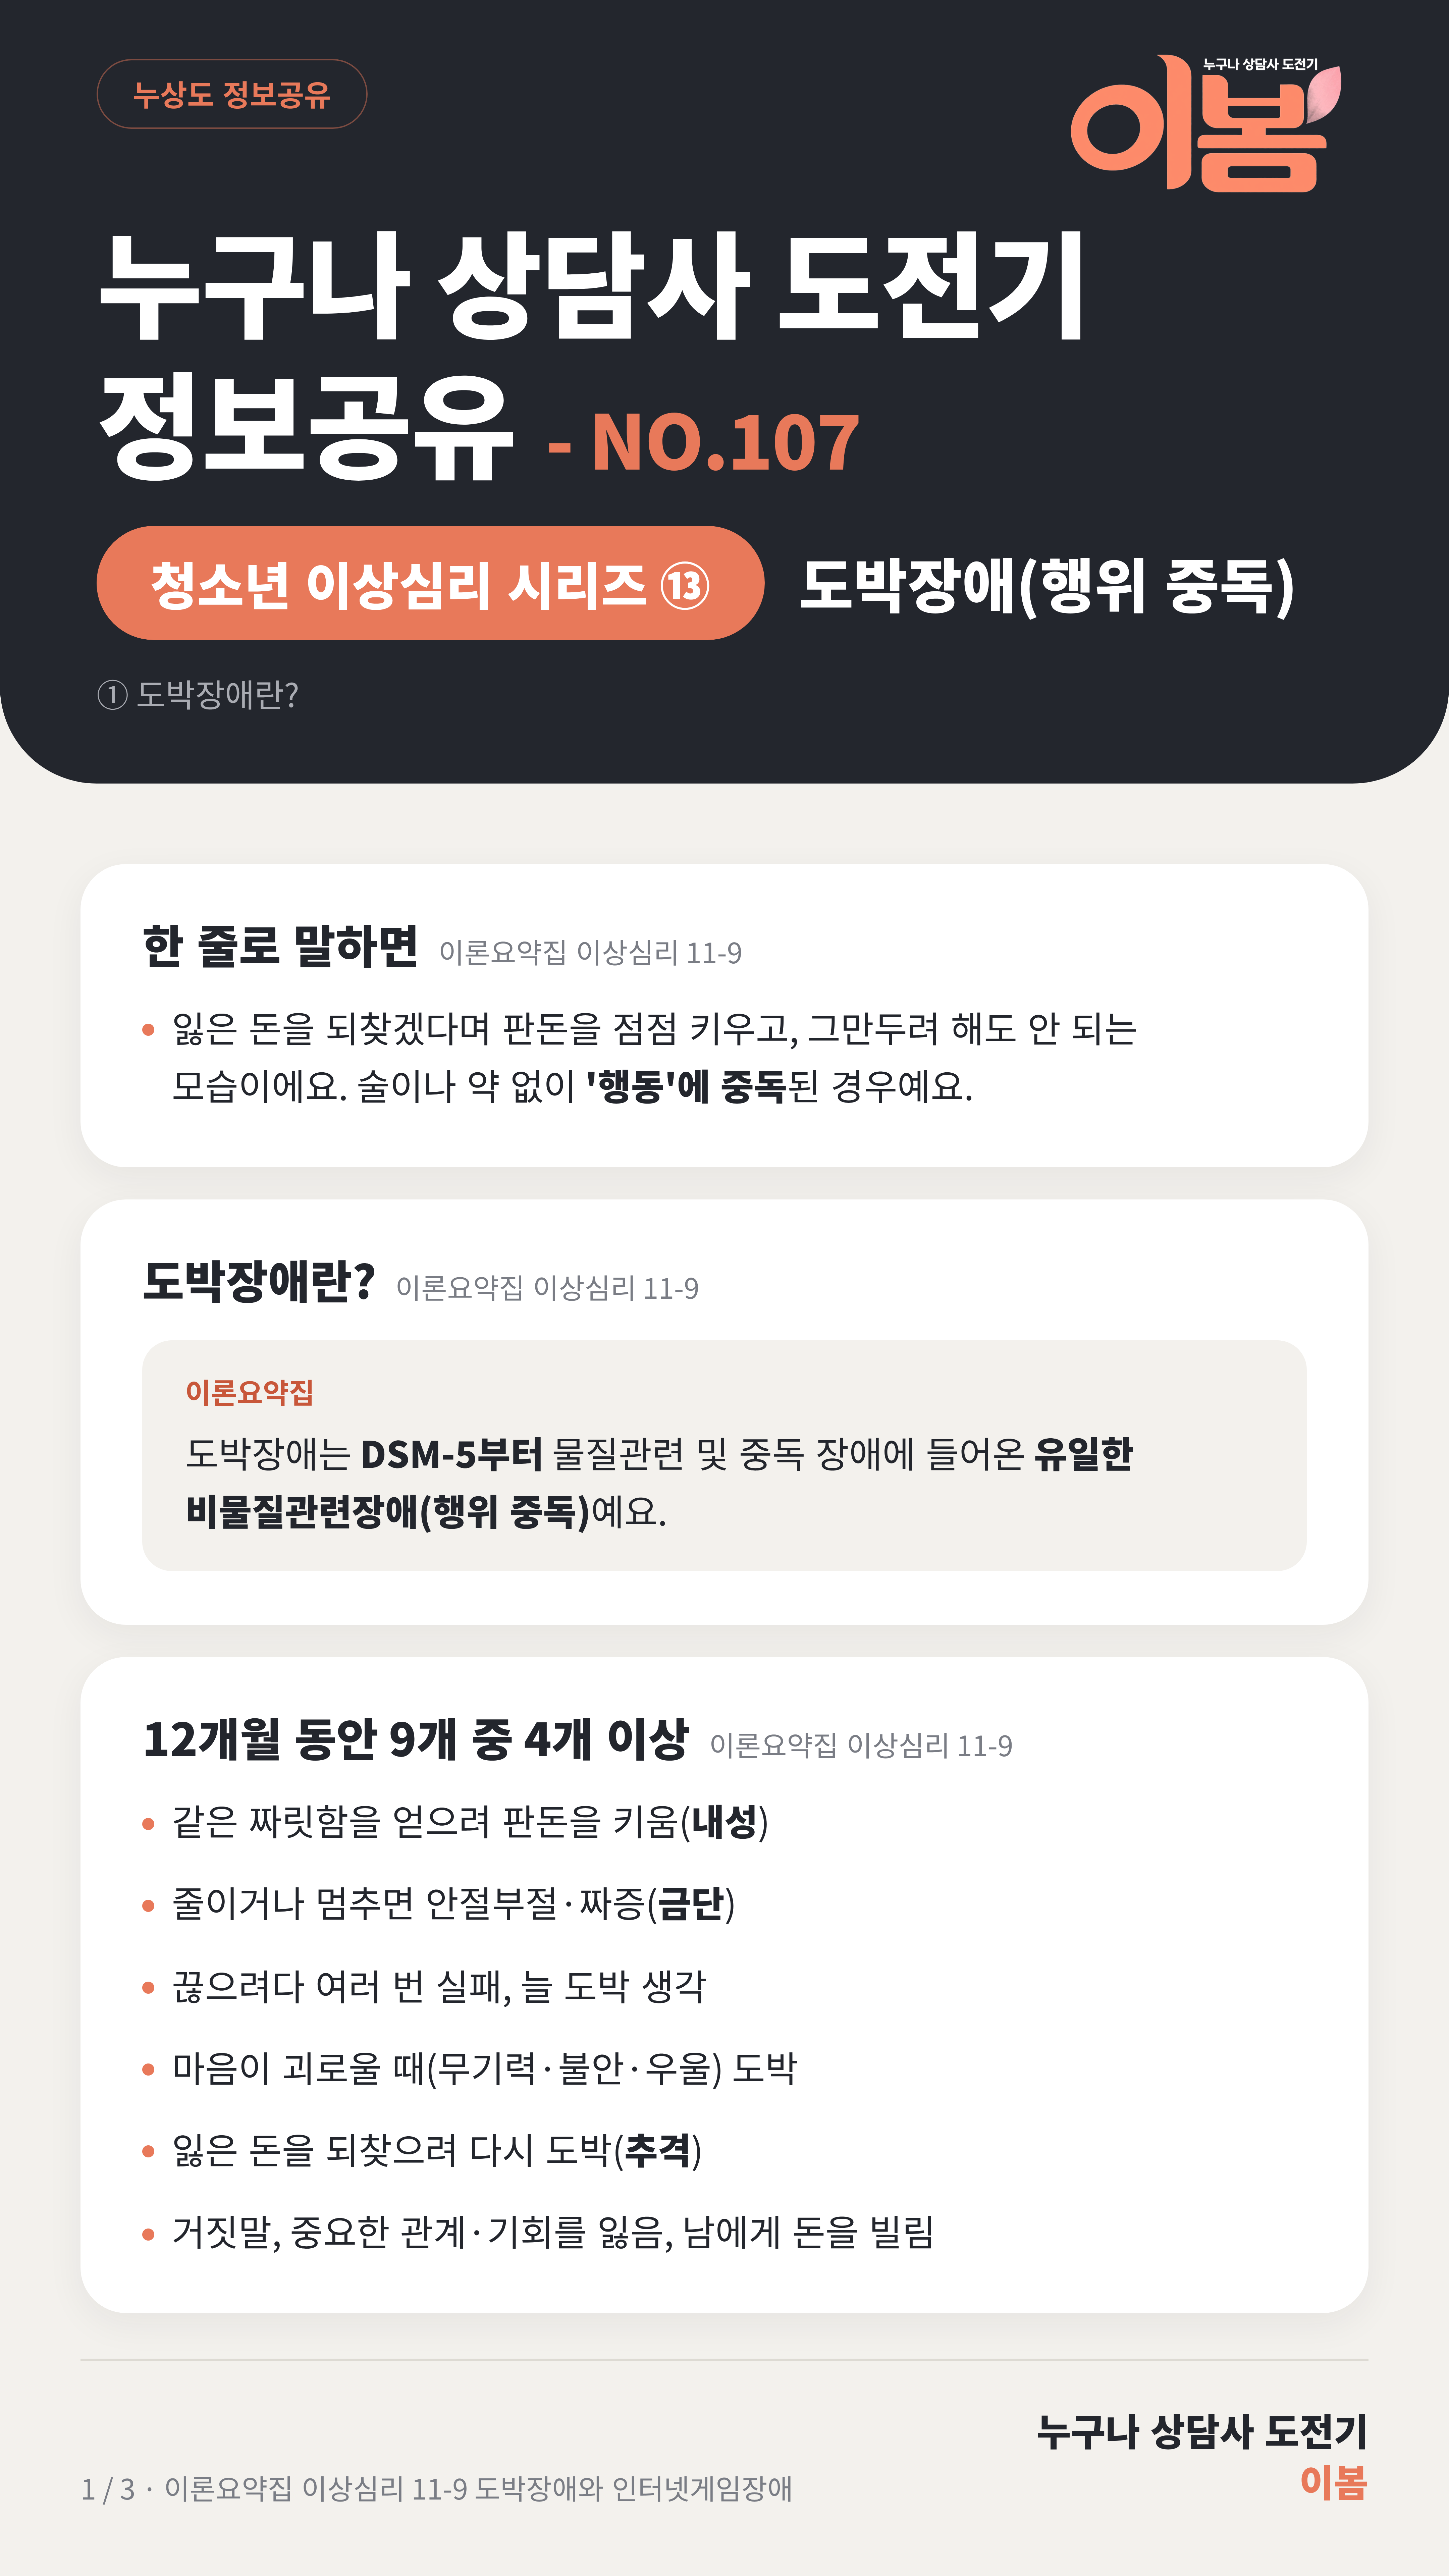 누상도 정보공유
누구나 상담사 도전기
이봄
누구나 상담사 도전기
정보공유 - NO.107
청소년 이상심리 시리즈 ⑬ 도박장애(행위 중독)
① 도박장애란?
한 줄로 말하면 이론요약집 이상심리 11-9
• 잃은 돈을 되찾겠다며 판돈을 점점 키우고, 그만두려 해도 안 되는
모습이에요. 술이나 약 없이 '행동'에 중독된 경우예요.
도박장애란? 이론요약집 이상심리 11-9
이론요약집
도박장애는 DSM-5부터 물질관련 및 중독 장애에 들어온 유일한
비물질관련장애(행위 중독)예요.
12개월 동안 9개 중 4개 이상 이론요약집 이상심리 11-9
• 같은 짜릿함을 얻으려 판돈을 키움(내성)
• 줄이거나 멈추면 안절부절·짜증(금단)
• 끊으려다 여러 번 실패, 늘 도박 생각
• 마음이 괴로울 때(무기력·불안·우울) 도박
• 잃은 돈을 되찾으려 다시 도박(추격)
• 거짓말, 중요한 관계·기회를 잃음, 남에게 돈을 빌림
누구나 상담사 도전기
1 / 3 · 이론요약집 이상심리 11-9 도박장애와 인터넷게임장애
이봄